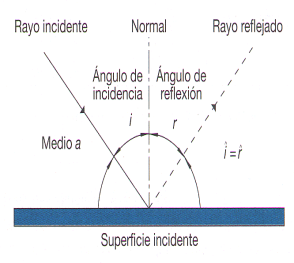 Rayo incidente
Normal
Rayo reflejado
Ángulo de
incidencia
Ángulo de
reflexión
i
r
Medio a
î = r̂
Superficie incidente